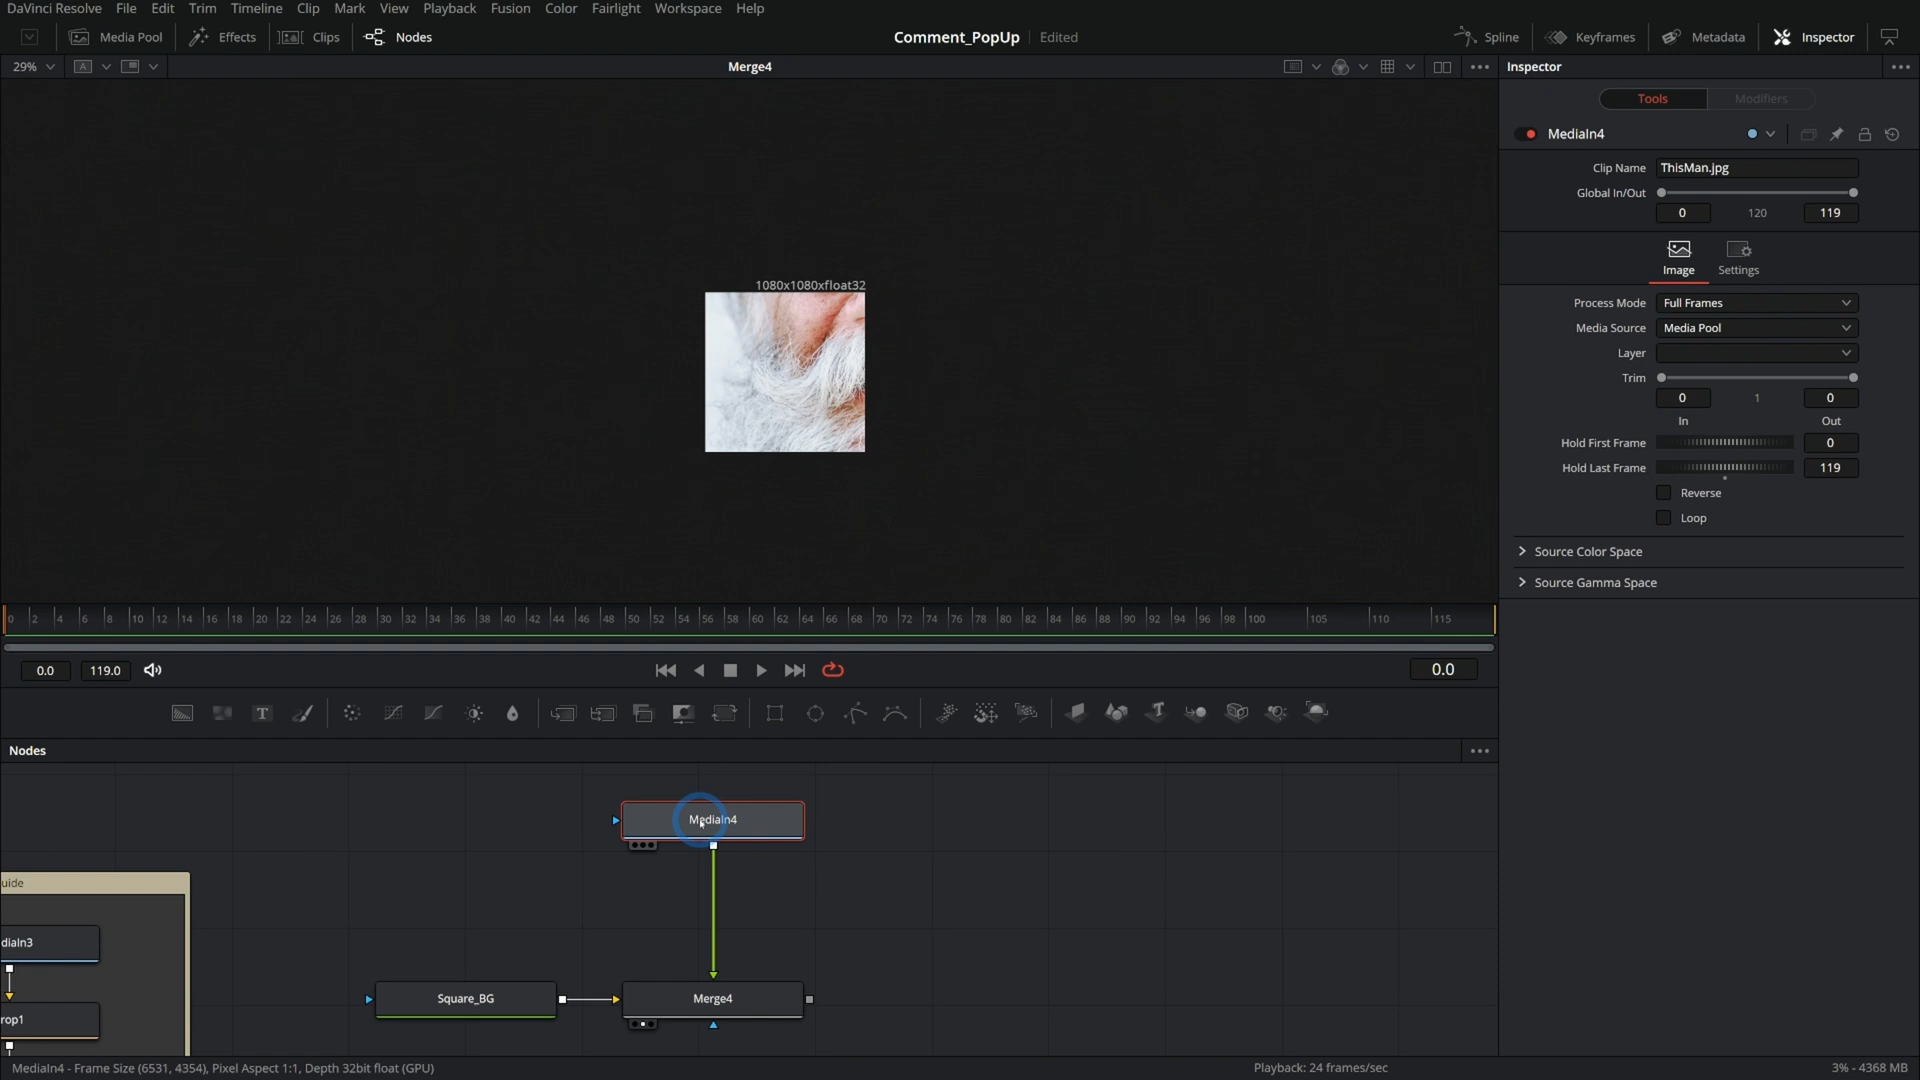 DaVinci Resolve File Edit Trim Timeline Clip Mark View Playback Fusion Color Fairlight Workspace Help
Media Pool Effects Clips Nodes Comment_PopUp Edited Spline Keyframes Metadata Inspector
29% A Merge4 Inspector
Tools Modifiers
MediaIn4
Clip Name ThisMan.jpg
Global In/Out
0 120 119
Image Settings
1080x1080xfloat32
Process Mode Full Frames
Media Source Media Pool
Layer
Trim
0 1 0
In Out
Hold First Frame 0
Hold Last Frame 119
Reverse
Loop
Source Color Space
Source Gamma Space
0 2 4 6 8 10 12 14 16 18 20 22 24 26 28 30 32 34 36 38 40 42 44 46 48 50 52 54 56 58 60 62 64 66 68 70 72 74 76 78 80 82 84 86 88 90 92 94 96 98 100 105 110 115
0.0 119.0 0.0
T
Nodes
MediaIn4
uide
diaIn3
Square_BG Merge4
rop1
MediaIn4 - Frame Size (6531, 4354), Pixel Aspect 1:1, Depth 32bit float (GPU) Playback: 24 frames/sec 3% - 4368 MB